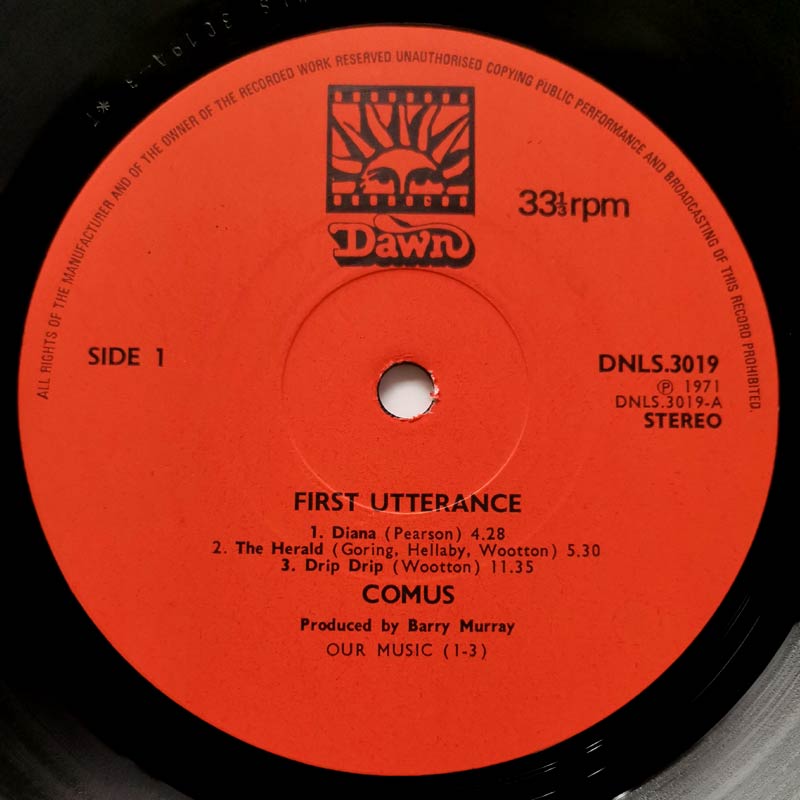 ALL RIGHTS OF THE MANUFACTURER AND OF THE OWNER OF THE RECORDED WORK RESERVED UNAUTHORISED COPYING PUBLIC PERFORMANCE AND BROADCASTING OF THIS RECORD PROHIBITED.
Dawn
33⅓rpm
SIDE 1
DNLS.3019
℗ 1971
DNLS.3019-A
STEREO
FIRST UTTERANCE
1. Diana (Pearson) 4.28
2. The Herald (Goring, Hellaby, Wootton) 5.30
3. Drip Drip (Wootton) 11.35
COMUS
Produced by Barry Murray
OUR MUSIC (1-3)